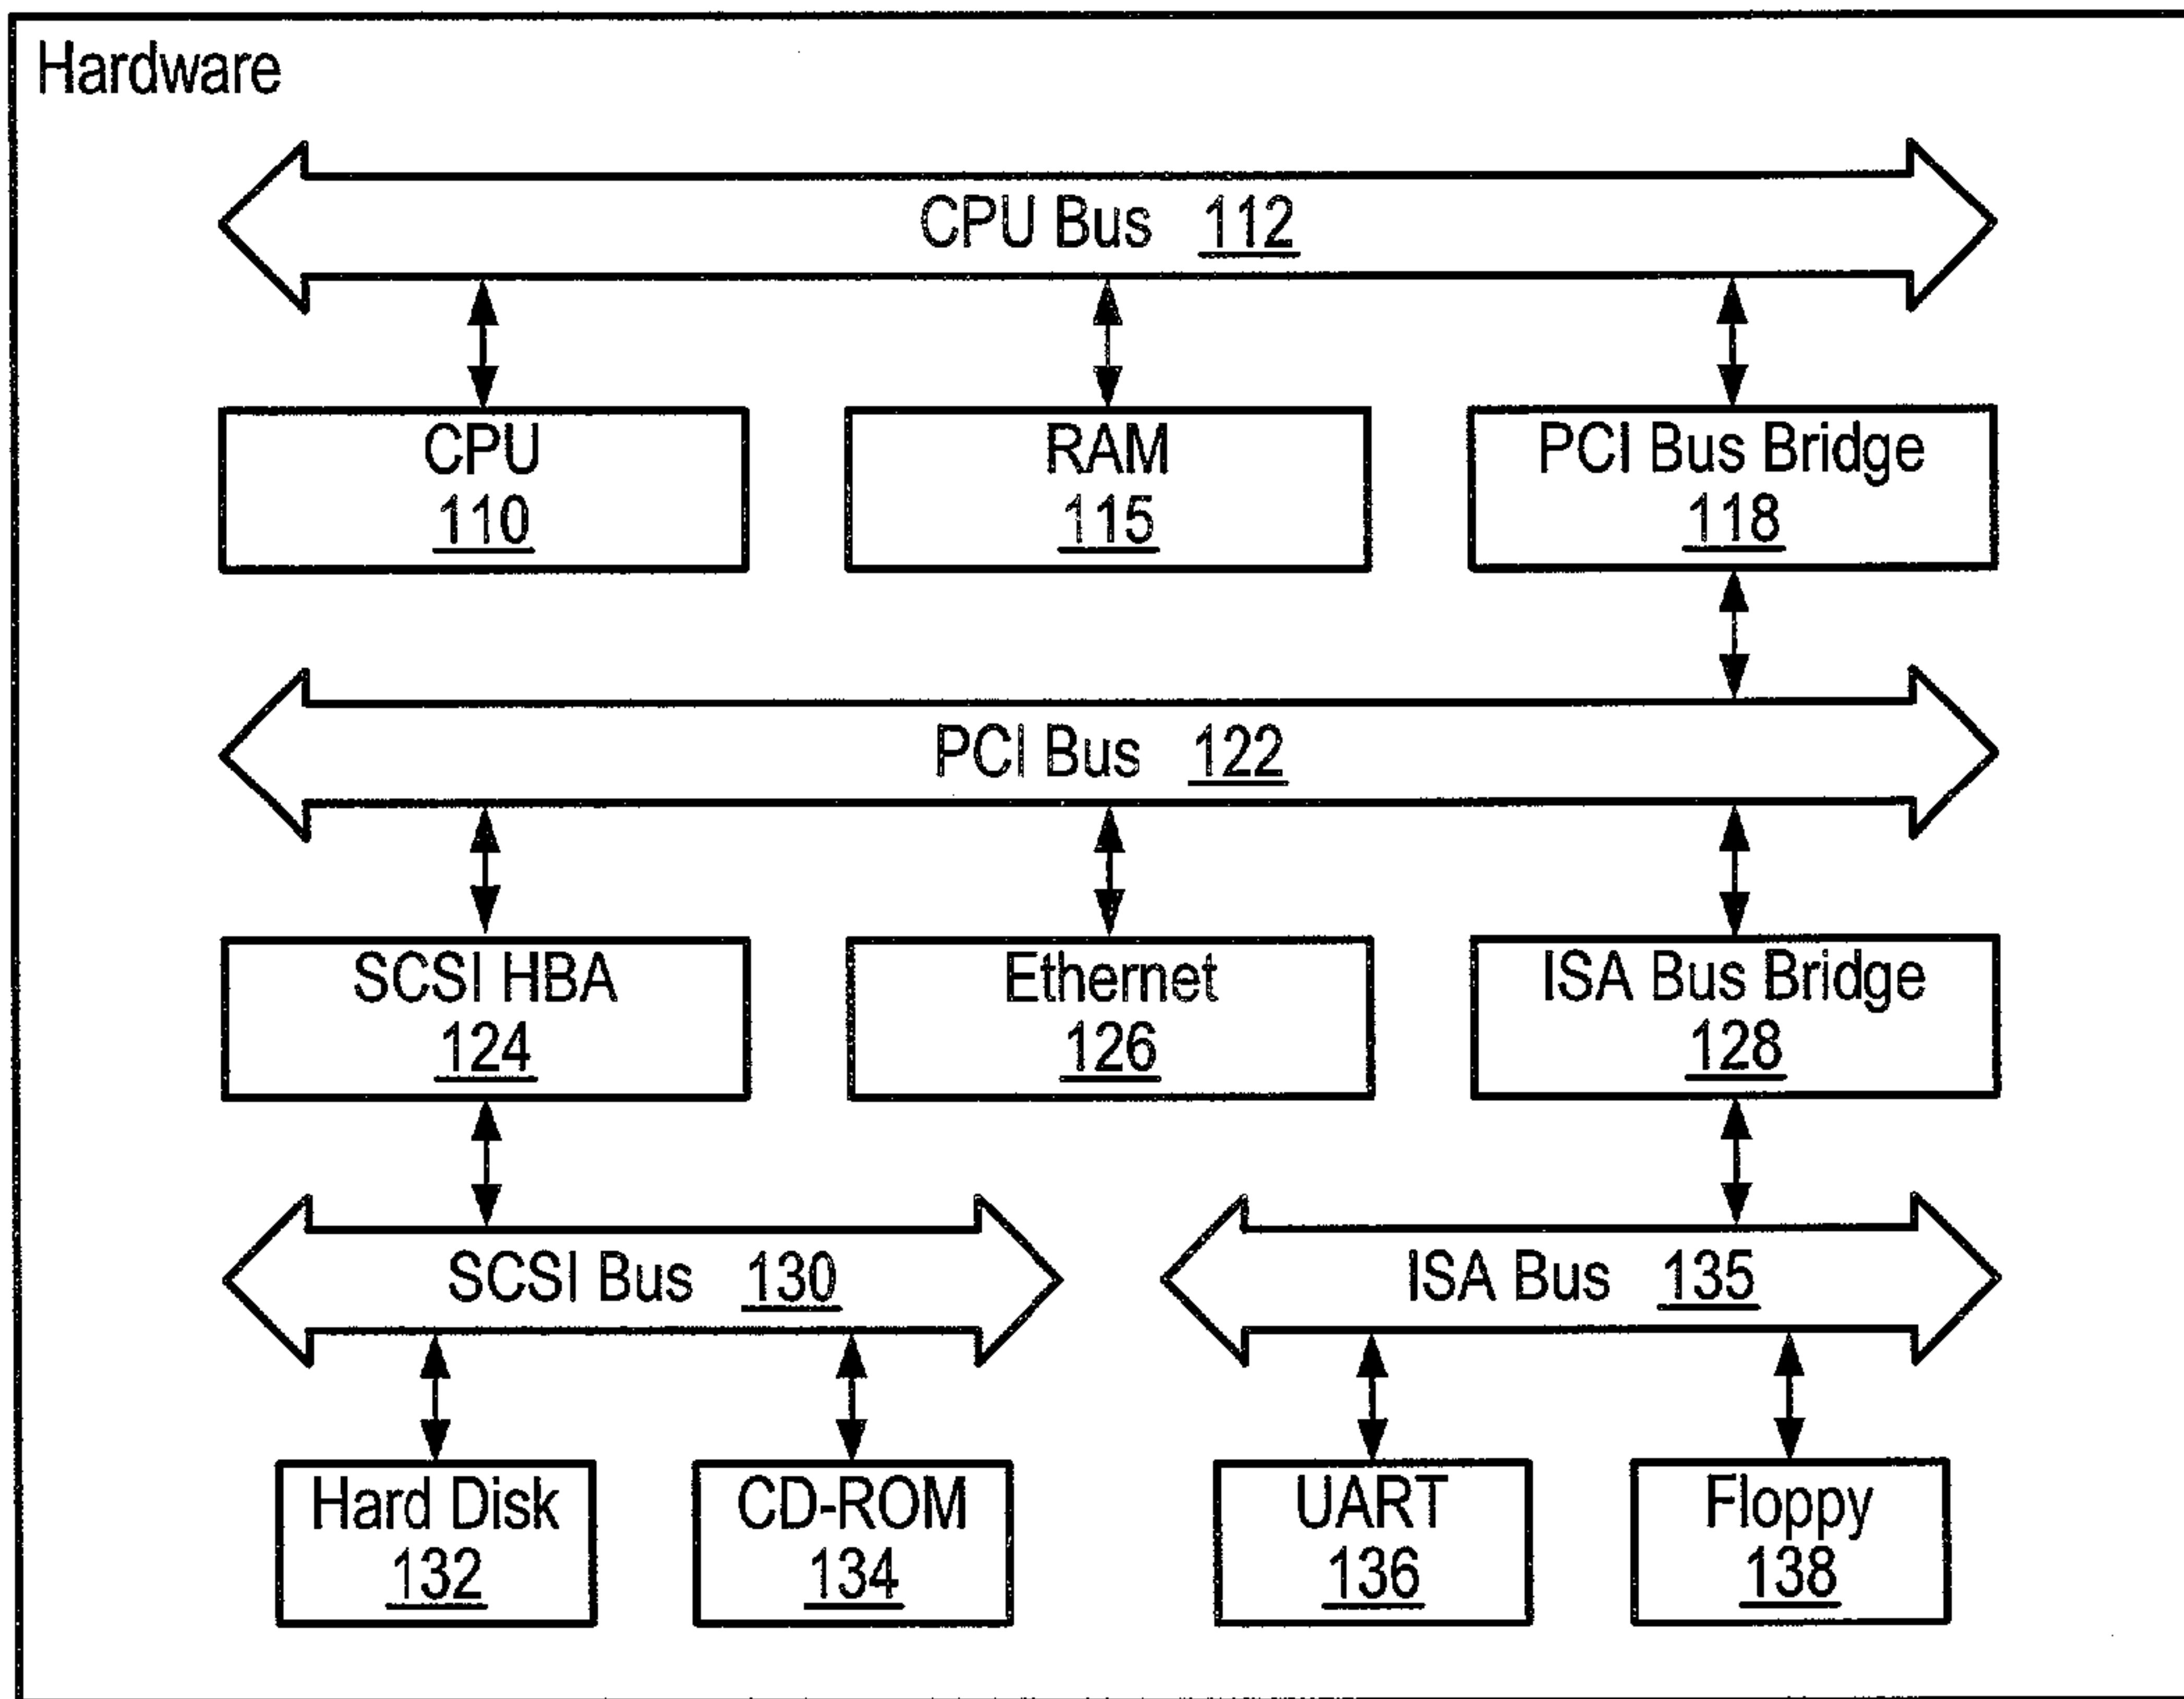 Hardware
CPU Bus 112
CPU RAM PCI Bus Bridge
110 115 118
PCI Bus 122
SCSI HBA Ethernet ISA Bus Bridge
124 126 128
SCSI Bus 130 ISA Bus 135
Hard Disk CD-ROM UART Floppy
132 134 136 138